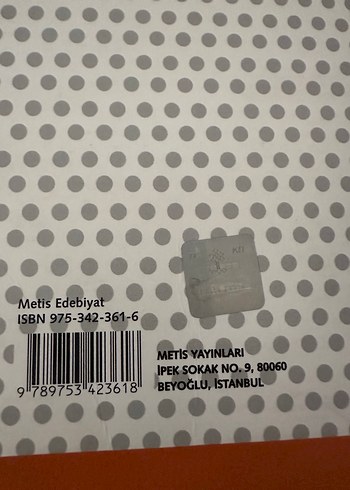 Metis Edebiyat
ISBN 975-342-361-6
9 789753 423618
METİS YAYINLARI
İPEK SOKAK NO. 9, 80060
BEYOĞLU, İSTANBUL